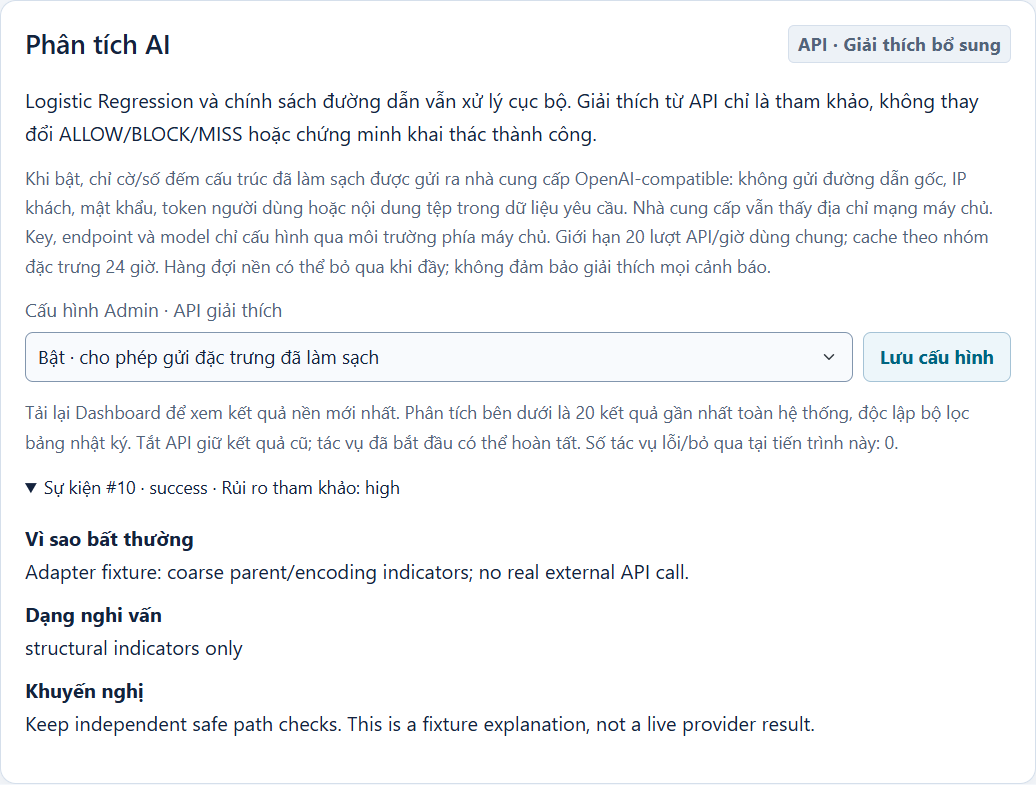 Phân tích AI
API · Giải thích bổ sung
Logistic Regression và chính sách đường dẫn vẫn xử lý cục bộ. Giải thích từ API chỉ là tham khảo, không thay
đổi ALLOW/BLOCK/MISS hoặc chứng minh khai thác thành công.
Khi bật, chỉ cờ/số đếm cấu trúc đã làm sạch được gửi ra nhà cung cấp OpenAI-compatible: không gửi đường dẫn gốc, IP
khách, mật khẩu, token người dùng hoặc nội dung tệp trong dữ liệu yêu cầu. Nhà cung cấp vẫn thấy địa chỉ mạng máy chủ.
Key, endpoint và model chỉ cấu hình qua môi trường phía máy chủ. Giới hạn 20 lượt API/giờ dùng chung; cache theo nhóm
đặc trưng 24 giờ. Hàng đợi nền có thể bỏ qua khi đầy; không đảm bảo giải thích mọi cảnh báo.
Cấu hình Admin · API giải thích
Bật · cho phép gửi đặc trưng đã làm sạch
Lưu cấu hình
Tải lại Dashboard để xem kết quả nền mới nhất. Phân tích bên dưới là 20 kết quả gần nhất toàn hệ thống, độc lập bộ lọc
bảng nhật ký. Tắt API giữ kết quả cũ; tác vụ đã bắt đầu có thể hoàn tất. Số tác vụ lỗi/bỏ qua tại tiến trình này: 0.
▼ Sự kiện #10 · success · Rủi ro tham khảo: high
Vì sao bất thường
Adapter fixture: coarse parent/encoding indicators; no real external API call.
Dạng nghi vấn
structural indicators only
Khuyến nghị
Keep independent safe path checks. This is a fixture explanation, not a live provider result.